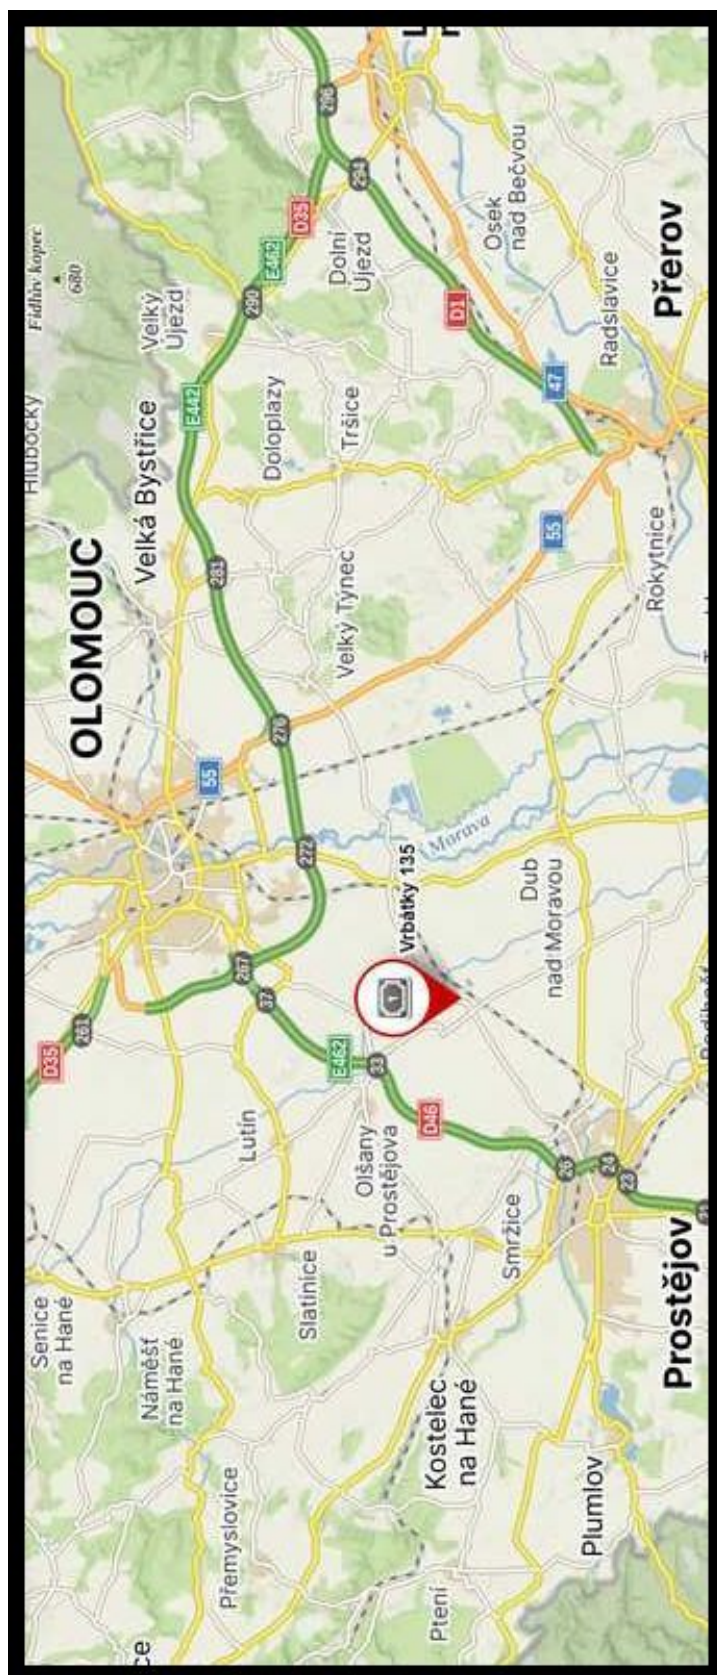 Senice
na Hané
D35
261
OLOMOUC
Fidlův kopec
680
Náměšť
na Hané
Velká Bystřice
Velký
Újezd
55
E442
Přemyslovice
Lutín
267
37
283
290
E462
Slatinice
272
276
Doloplazy
D35
296
E462
33
Velký Týnec
Tršice
Dolní
Újezd
294
Olšany
u Prostějova
Vrbátky 135
D46
Morava
D1
Ptení
Kostelec
na Hané
Smržice
Dub
nad Moravou
55
47
Osek
nad Bečvou
26
24
23
Plumlov
Rokytnice
Radslavice
Prostějov
Přerov